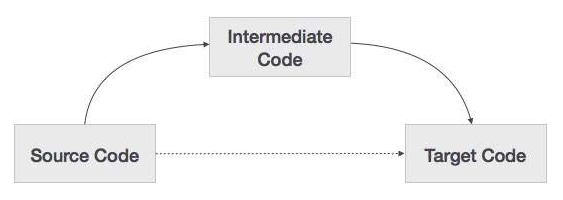 Intermediate
Code
Source Code
Target Code